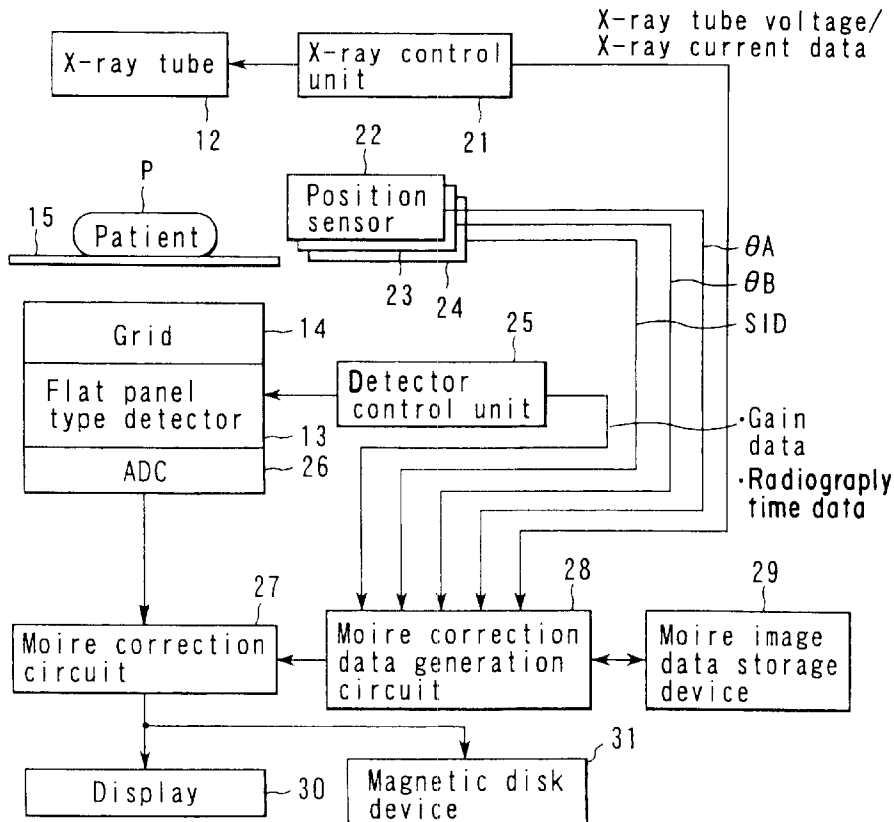 X-ray tube voltage/
X-ray current data
X-ray tube
X-ray control
unit
12
21
22
P
Position
sensor
15
Patient
23
24
θA
θB
SID
Grid
14
25
Flat panel
type detector
Detector
control unit
13
ADC
26
·Gain
data
·Radiograply
time data
27
28
29
Moire correction
circuit
Moire correction
data generation
circuit
Moire image
data storage
device
31
Display
30
Magnetic disk
device